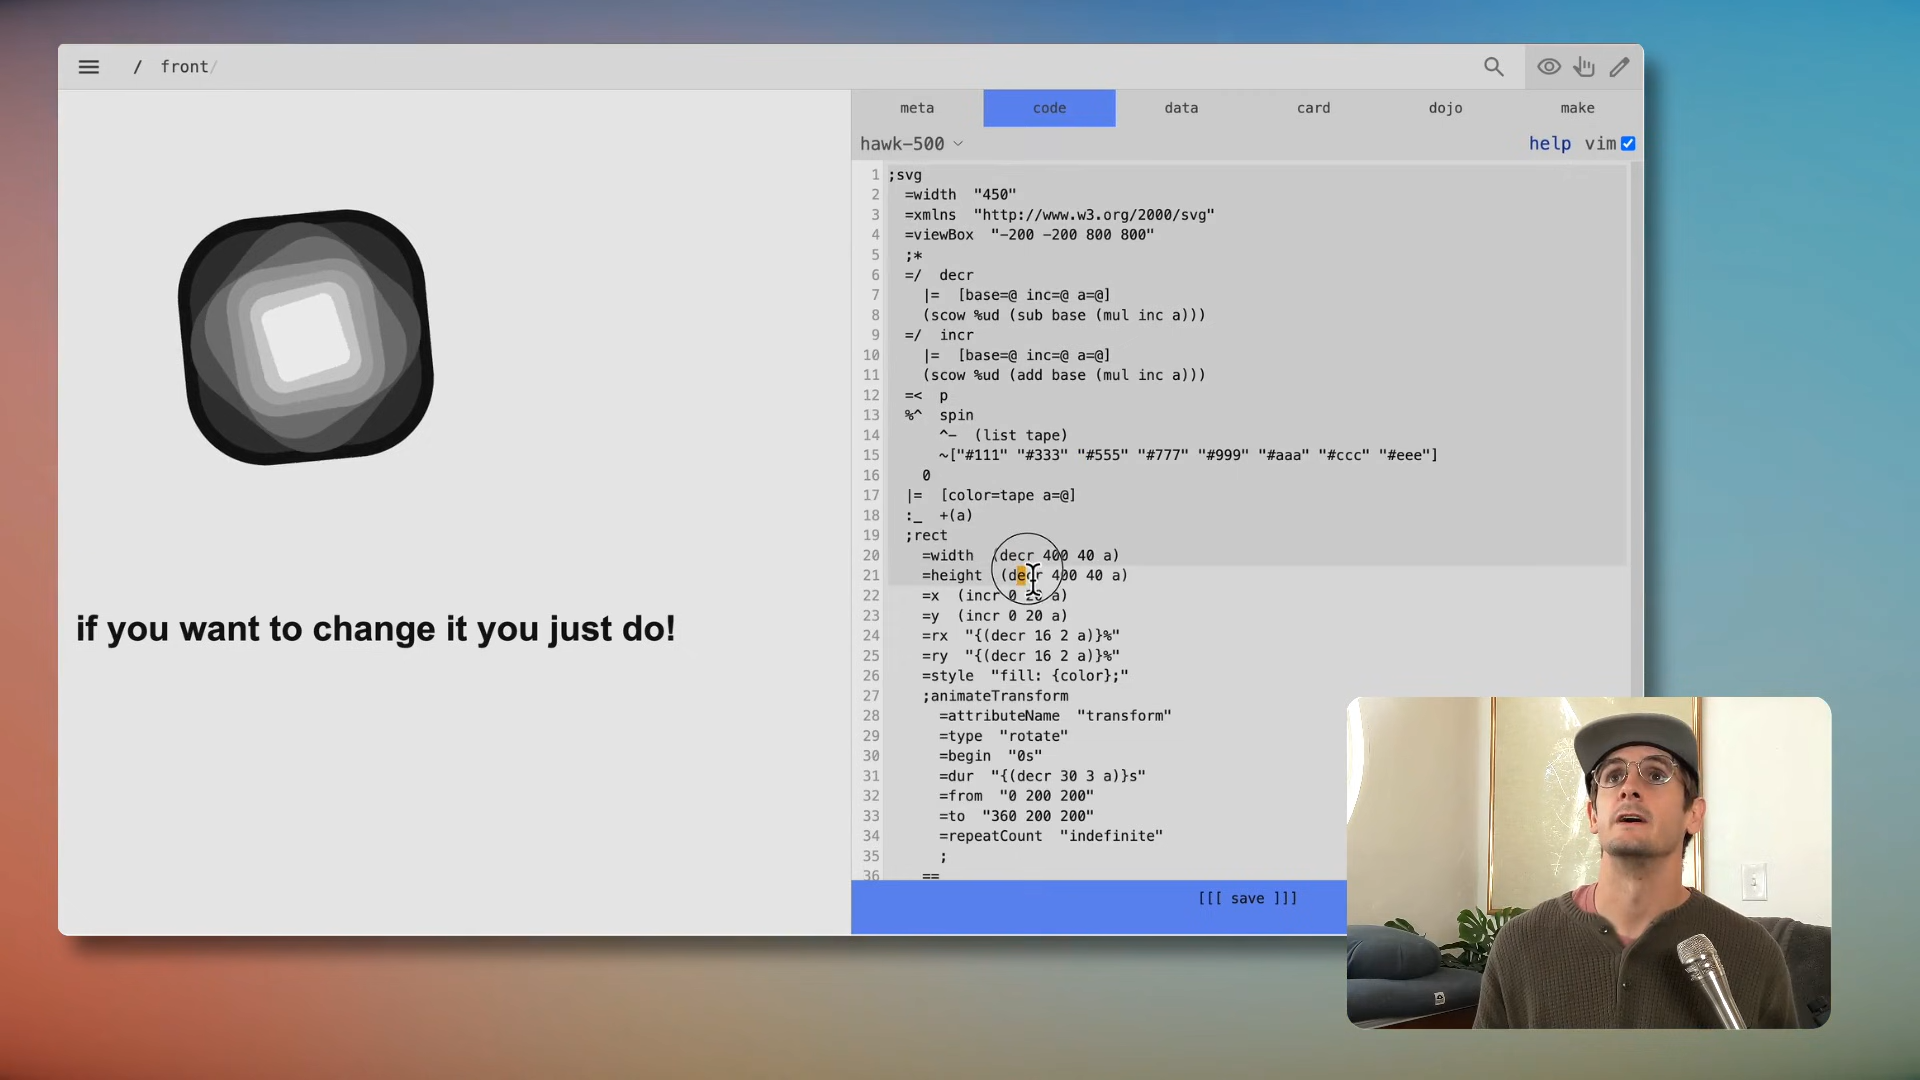 / front/
meta code data card dojo make
hawk-500 help vim
1 ;svg
2 =width "450"
3 =xmlns "http://www.w3.org/2000/svg"
4 =viewBox "-200 -200 800 800"
5 ;*
6 =/ decr
7 |= [base=@ inc=@ a=@]
8 (scow %ud (sub base (mul inc a)))
9 =/ incr
10 |= [base=@ inc=@ a=@]
11 (scow %ud (add base (mul inc a)))
12 =< p
13 %^ spin
14 ^- (list tape)
15 ~["#111" "#333" "#555" "#777" "#999" "#aaa" "#ccc" "#eee"]
16 0
17 |= [color=tape a=@]
18 :_ +(a)
19 ;rect
20 =width (decr 400 40 a)
21 =height (decr 400 40 a)
22 =x (incr 0 20 a)
23 =y (incr 0 20 a)
24 =rx "{(decr 16 2 a)}%"
25 =ry "{(decr 16 2 a)}%"
26 =style "fill: {color};"
27 ;animateTransform
28 =attributeName "transform"
29 =type "rotate"
30 =begin "0s"
31 =dur "{(decr 30 3 a)}s"
32 =from "0 200 200"
33 =to "360 200 200"
34 =repeatCount "indefinite"
35 ;
36 ==
if you want to change it you just do!
[[[ save ]]]